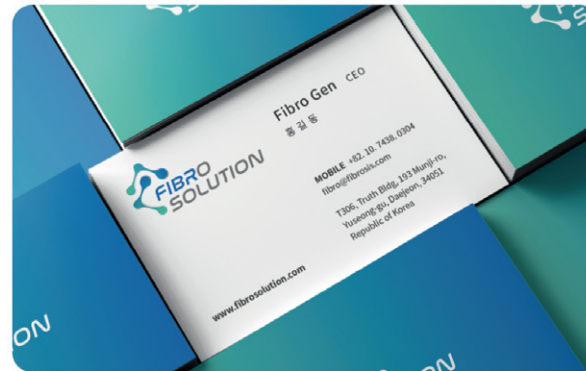 Fibro Gen CEO
홍 길 동
FIBRO
SOLUTION
MOBILE +82. 10. 7438. 0304
fibro@fibrosis.com
T306, Truth Bldg, 193 Munji-ro,
Yuseong-gu, Daejeon, 34051
Republic of Korea
www.fibrosolution.com
ON